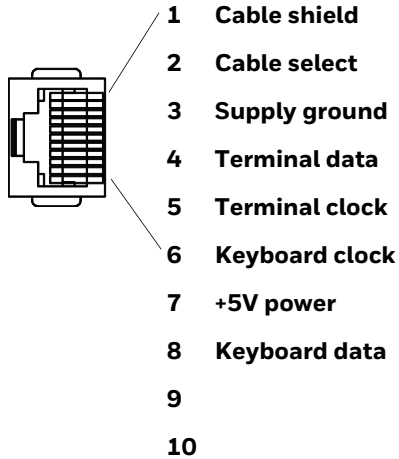 1 Cable shield
2 Cable select
3 Supply ground
4 Terminal data
5 Terminal clock
6 Keyboard clock
7 +5V power
8 Keyboard data
9
10